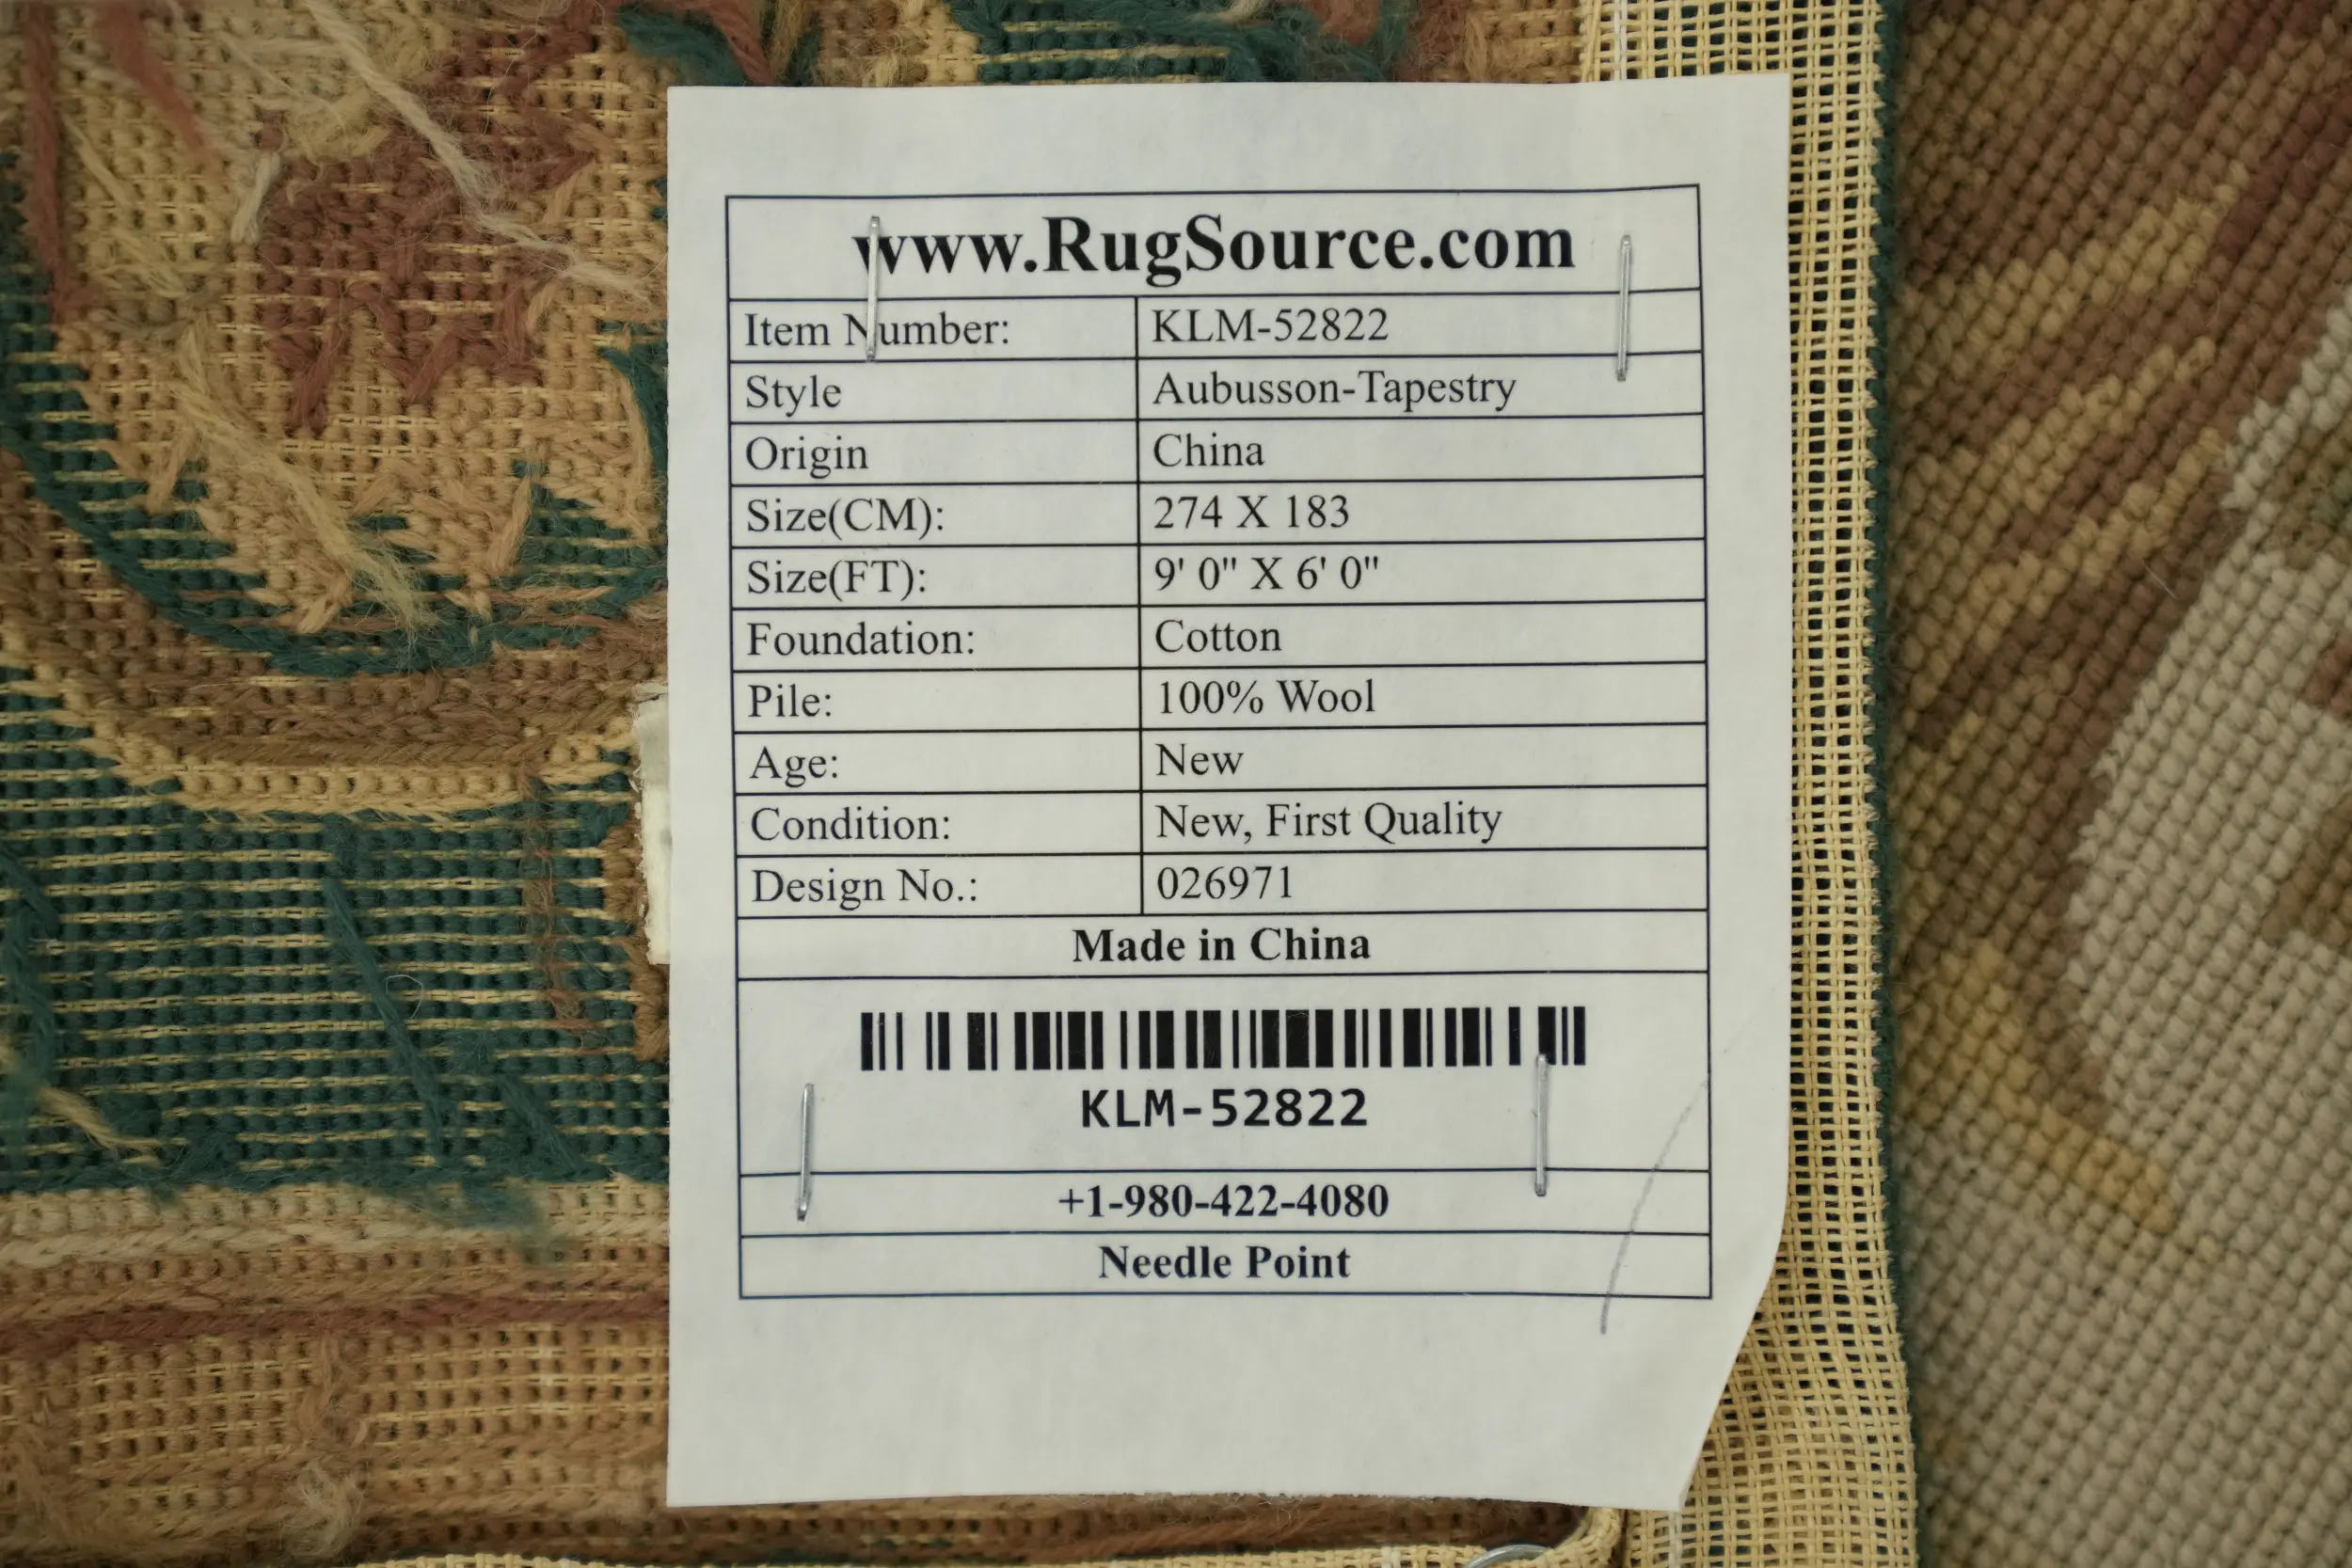 www.RugSource.com
Item Number: KLM-52822
Style Aubusson-Tapestry
Origin China
Size(CM): 274 X 183
Size(FT): 9' 0" X 6' 0"
Foundation: Cotton
Pile: 100% Wool
Age: New
Condition: New, First Quality
Design No.: 026971
Made in China
KLM-52822
+1-980-422-4080
Needle Point